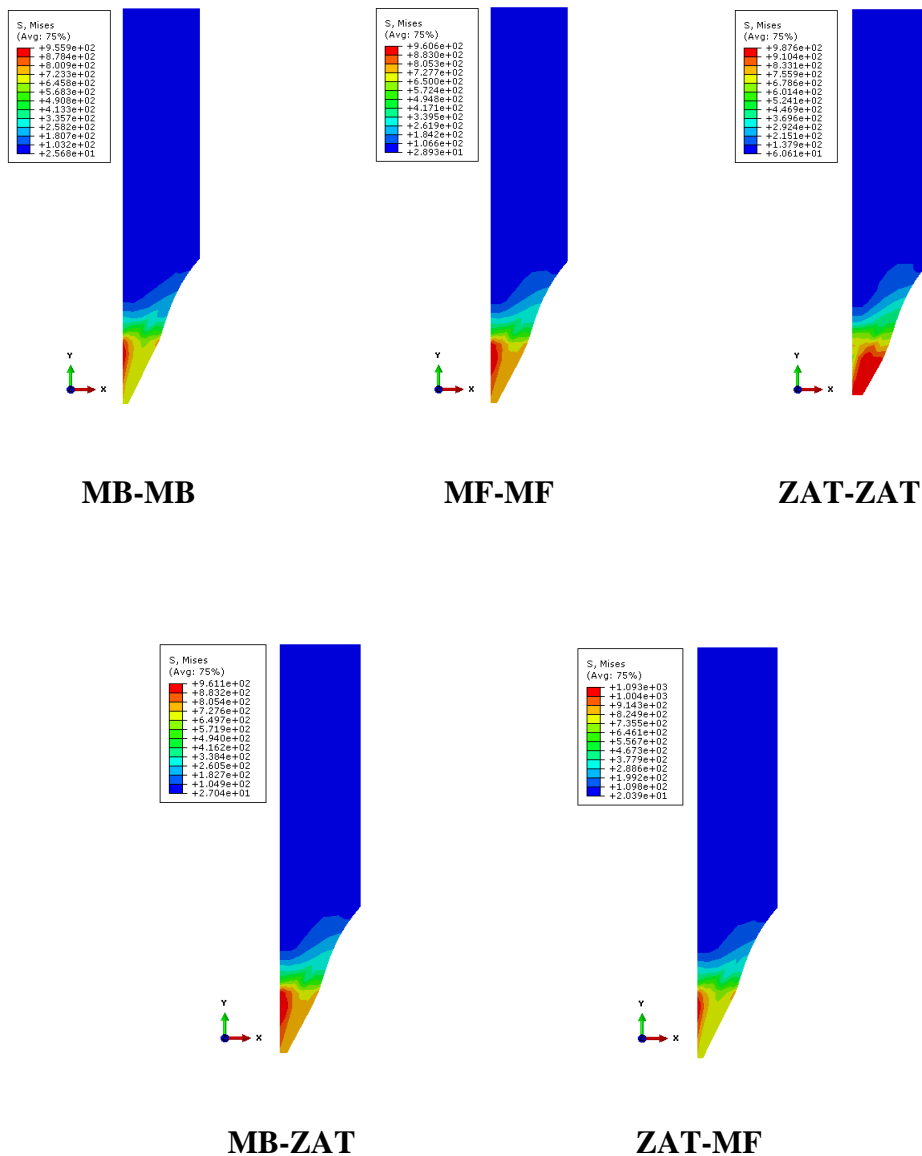 S, Mises
(Avg: 75%)
+9.559e+02
+8.784e+02
+8.009e+02
+7.233e+02
+6.458e+02
+5.683e+02
+4.908e+02
+4.133e+02
+3.357e+02
+2.582e+02
+1.807e+02
+1.032e+02
+2.568e+01
Y
X
MB-MB
S, Mises
(Avg: 75%)
+9.606e+02
+8.830e+02
+8.053e+02
+7.277e+02
+6.500e+02
+5.724e+02
+4.948e+02
+4.171e+02
+3.395e+02
+2.619e+02
+1.842e+02
+1.066e+02
+2.893e+01
Y
X
MF-MF
S, Mises
(Avg: 75%)
+9.876e+02
+9.104e+02
+8.331e+02
+7.559e+02
+6.786e+02
+6.014e+02
+5.241e+02
+4.469e+02
+3.696e+02
+2.924e+02
+2.151e+02
+1.379e+02
+6.061e+01
Y
X
ZAT-ZAT
S, Mises
(Avg: 75%)
+9.611e+02
+8.832e+02
+8.054e+02
+7.276e+02
+6.497e+02
+5.719e+02
+4.940e+02
+4.162e+02
+3.384e+02
+2.605e+02
+1.827e+02
+1.049e+02
+2.704e+01
Y
X
MB-ZAT
S, Mises
(Avg: 75%)
+1.093e+03
+1.004e+03
+9.143e+02
+8.249e+02
+7.355e+02
+6.461e+02
+5.567e+02
+4.673e+02
+3.779e+02
+2.886e+02
+1.992e+02
+1.098e+02
+2.039e+01
Y
X
ZAT-MF